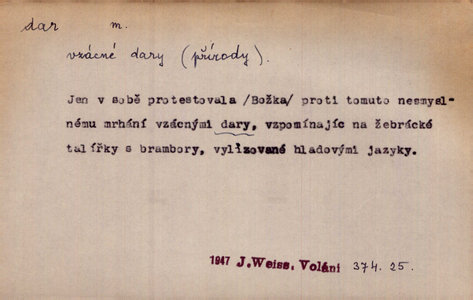 dar m.
vzácné dary (přírody).
Jen v sobě protestovala /Božka/ proti tomuto nesmysl-
nému mrhání vzácnými dary, vzpomínajíc na žebrácké
talířky s brambory, vylizované hladovými jazyky.
1947 J.Weiss. Volání 374. 25.